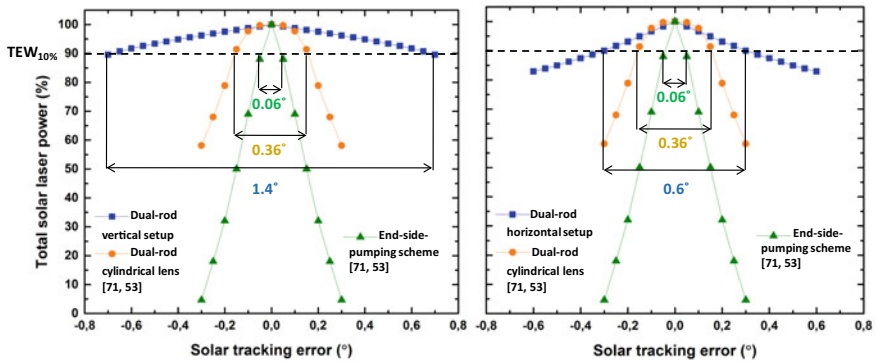 Total solar laser power (%)
TEW10%
100
90
80
70
60
50
40
30
20
10
0
0.06°
0.36°
1.4°
Dual-rod
vertical setup
Dual-rod
cylindrical lens
[71, 53]
End-side-
pumping scheme
[71, 53]
-0,8 -0,6 -0,4 -0,2 0,0 0,2 0,4 0,6 0,8
Solar tracking error (°)
0.06°
0.36°
0.6°
Dual-rod
horizontal setup
Dual-rod
cylindrical lens
[71, 53]
End-side-
pumping scheme
[71, 53]
-0,8 -0,6 -0,4 -0,2 0,0 0,2 0,4 0,6 0,8
Solar tracking error (°)